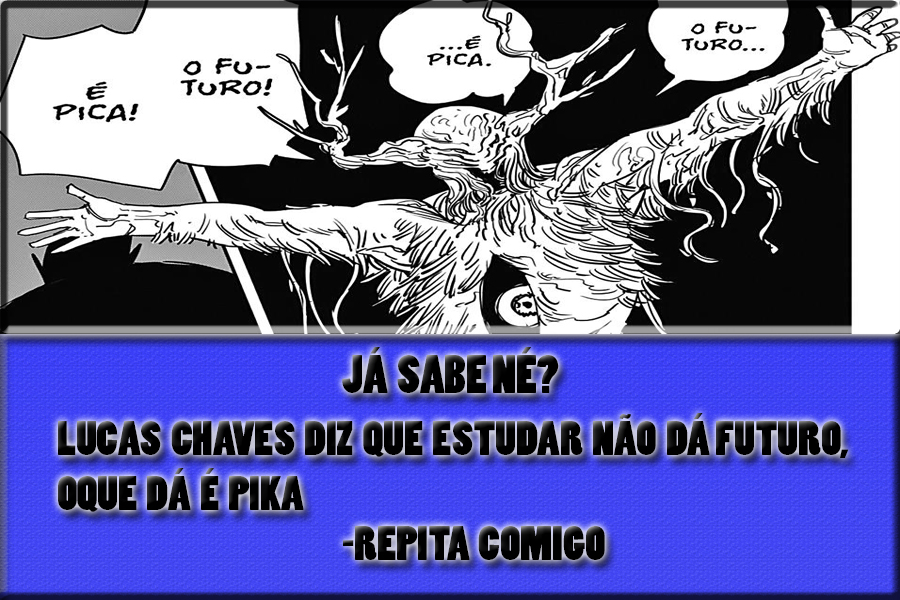 O FU-
TURO...
...É
PICA.
O FU-
TURO!
É
PICA!
JÁ SABE NÉ?
LUCAS CHAVES DIZ QUE ESTUDAR NÃO DÁ FUTURO,
OQUE DÁ É PIKA
-REPITA COMIGO